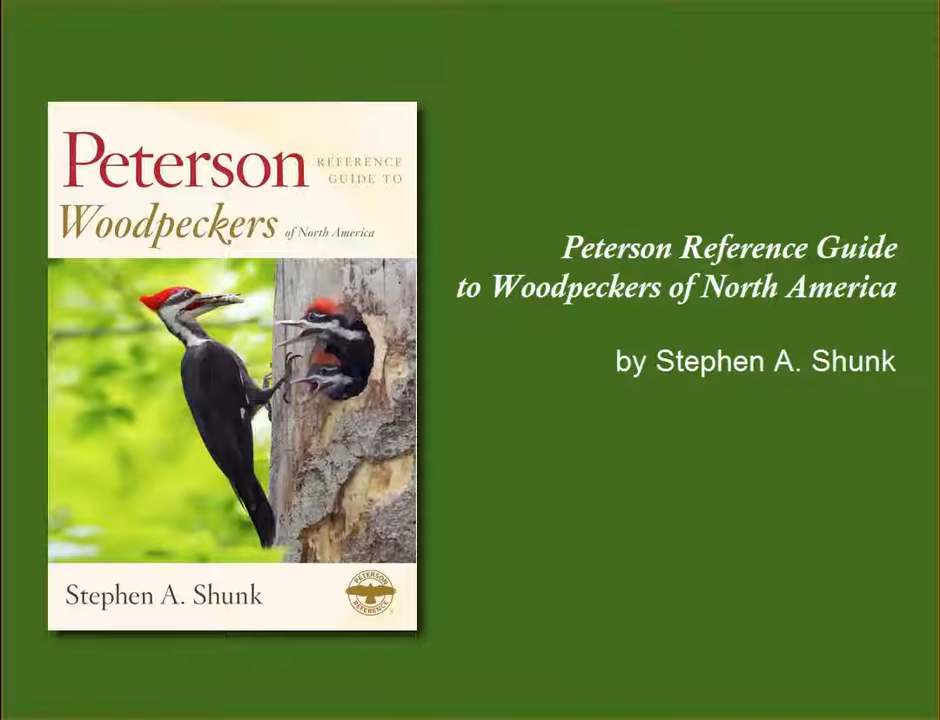 Peterson REFERENCE
GUIDE TO
Woodpeckers of North America
Stephen A. Shunk
PETERSON
REFERENCE
Peterson Reference Guide
to Woodpeckers of North America
by Stephen A. Shunk